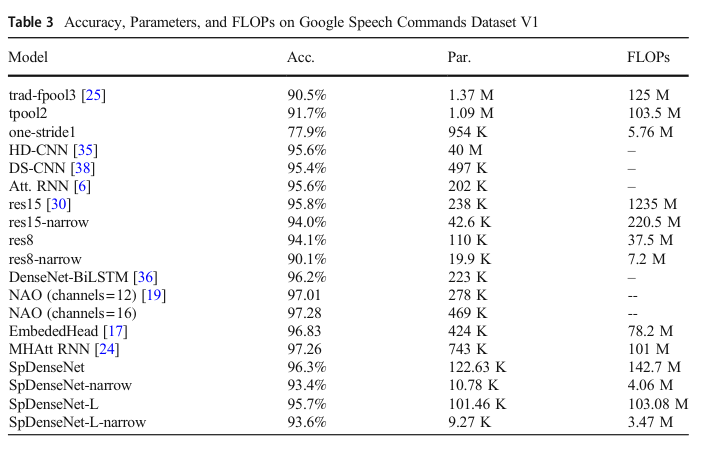 Table 3 Accuracy, Parameters, and FLOPs on Google Speech Commands Dataset V1
Model Acc. Par. FLOPs
trad-fpool3 [25] 90.5% 1.37 M 125 M
tpool2 91.7% 1.09 M 103.5 M
one-stride1 77.9% 954 K 5.76 M
HD-CNN [35] 95.6% 40 M –
DS-CNN [38] 95.4% 497 K –
Att. RNN [6] 95.6% 202 K –
res15 [30] 95.8% 238 K 1235 M
res15-narrow 94.0% 42.6 K 220.5 M
res8 94.1% 110 K 37.5 M
res8-narrow 90.1% 19.9 K 7.2 M
DenseNet-BiLSTM [36] 96.2% 223 K –
NAO (channels=12) [19] 97.01 278 K --
NAO (channels=16) 97.28 469 K --
EmbededHead [17] 96.83 424 K 78.2 M
MHAtt RNN [24] 97.26 743 K 101 M
SpDenseNet 96.3% 122.63 K 142.7 M
SpDenseNet-narrow 93.4% 10.78 K 4.06 M
SpDenseNet-L 95.7% 101.46 K 103.08 M
SpDenseNet-L-narrow 93.6% 9.27 K 3.47 M